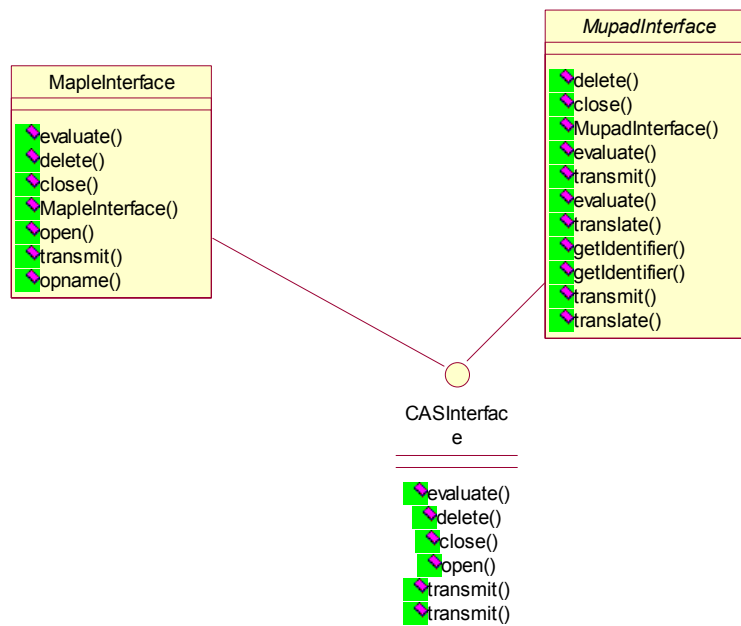 MapleInterface
evaluate()
delete()
close()
MapleInterface()
open()
transmit()
opname()
MupadInterface
delete()
close()
MupadInterface()
evaluate()
transmit()
evaluate()
translate()
getIdentifier()
getIdentifier()
transmit()
translate()
CASInterfac
e
evaluate()
delete()
close()
open()
transmit()
transmit()